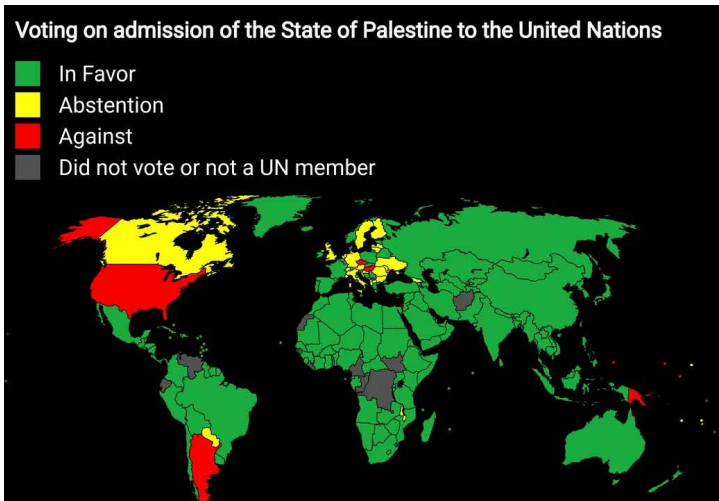 Voting on admission of the State of Palestine to the United Nations
In Favor
Abstention
Against
Did not vote or not a UN member